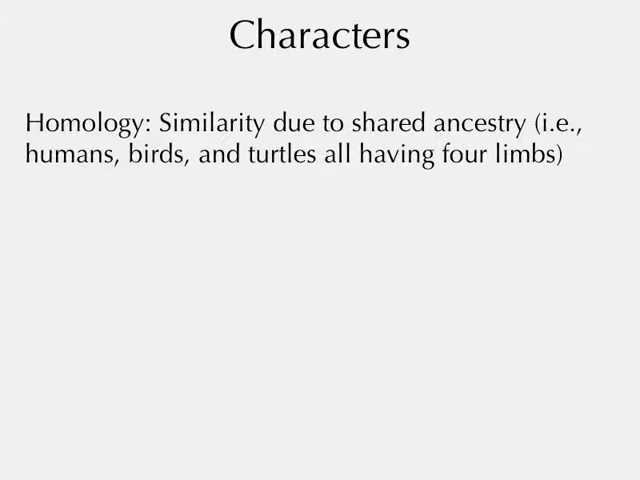 Characters
Homology: Similarity due to shared ancestry (i.e.,
humans, birds, and turtles all having four limbs)